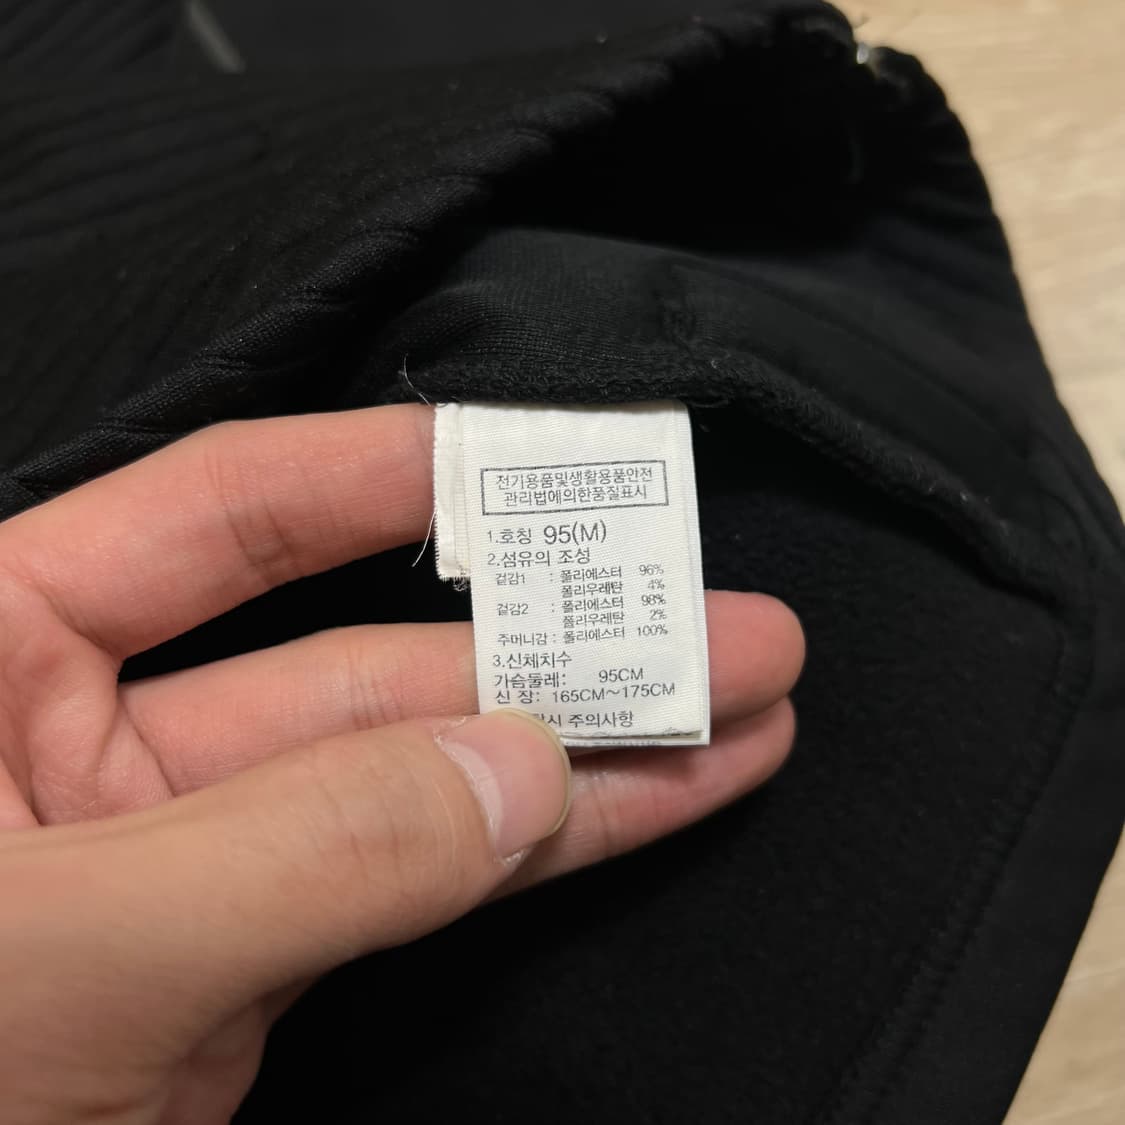 전기용품및생활용품안전
관리법에의한품질표시
1.호칭 95(M)
2.섬유의 조성
겉감1 : 폴리에스터 96%
폴리우레탄 4%
겉감2 : 폴리에스터 98%
폴리우레탄 2%
주머니감 : 폴리에스터 100%
3.신체치수
가슴둘레: 95CM
신 장: 165CM~175CM
주의사항